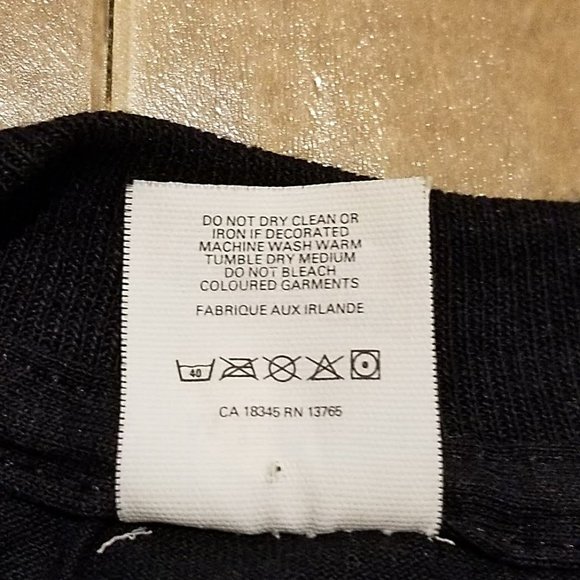 DO NOT DRY CLEAN OR
IRON IF DECORATED
MACHINE WASH WARM
TUMBLE DRY MEDIUM
DO NOT BLEACH
COLOURED GARMENTS
FABRIQUE AUX IRLANDE
40
CA 18345 RN 13765